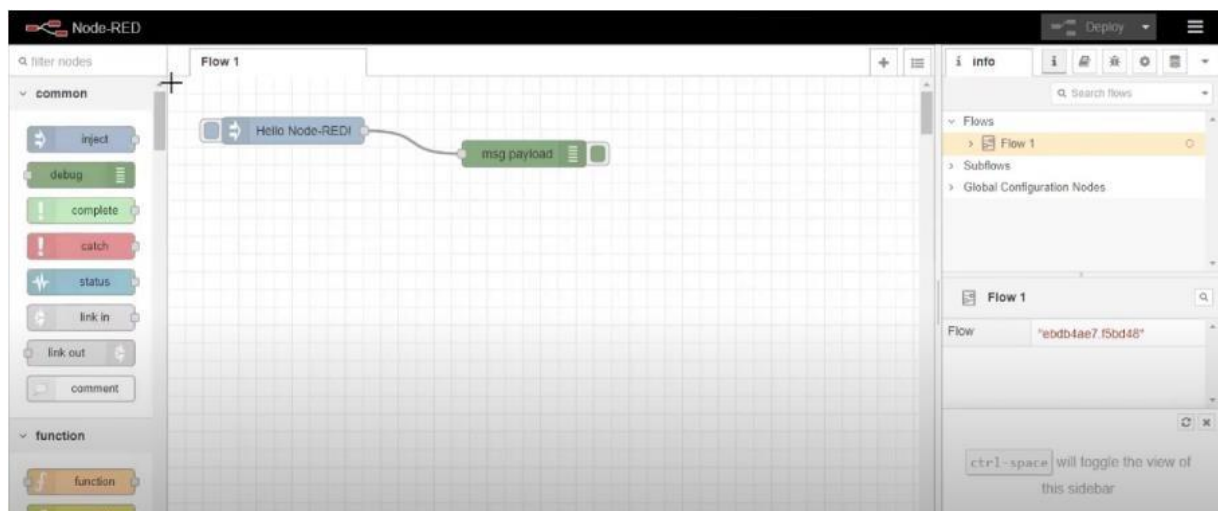 Node-RED
Deploy
filter nodes
Flow 1
i info
Search flows
common
inject
debug
complete
catch
status
link in
link out
comment
function
function
Hello Node-RED!
msg.payload
Flows
Flow 1
Subflows
Global Configuration Nodes
Flow 1
Flow "ebdb4ae7.f5bd48"
ctrl-space will toggle the view of
this sidebar